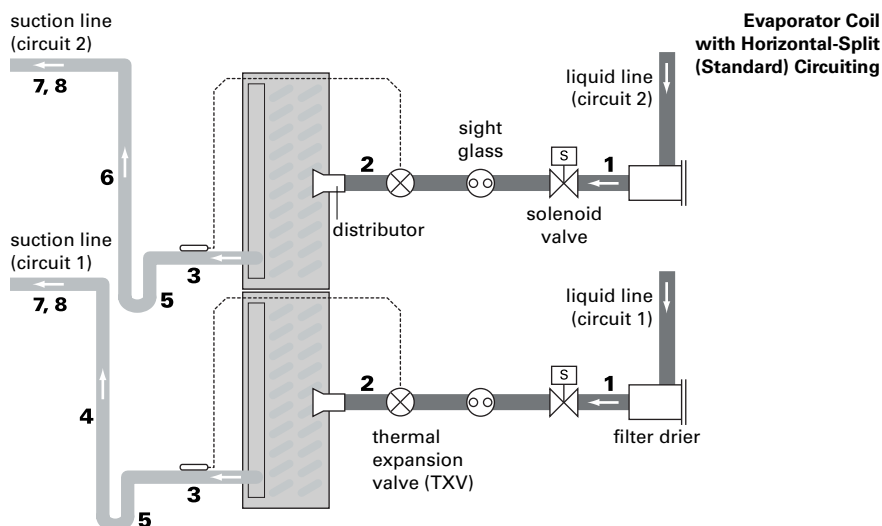 Evaporator Coil
with Horizontal-Split
(Standard) Circuiting
suction line
(circuit 2)
7, 8
6
liquid line
(circuit 2)
sight
glass
2
S
1
distributor
solenoid
valve
3
5
suction line
(circuit 1)
7, 8
4
liquid line
(circuit 1)
2
S
1
thermal
expansion
valve (TXV)
filter drier
3
5